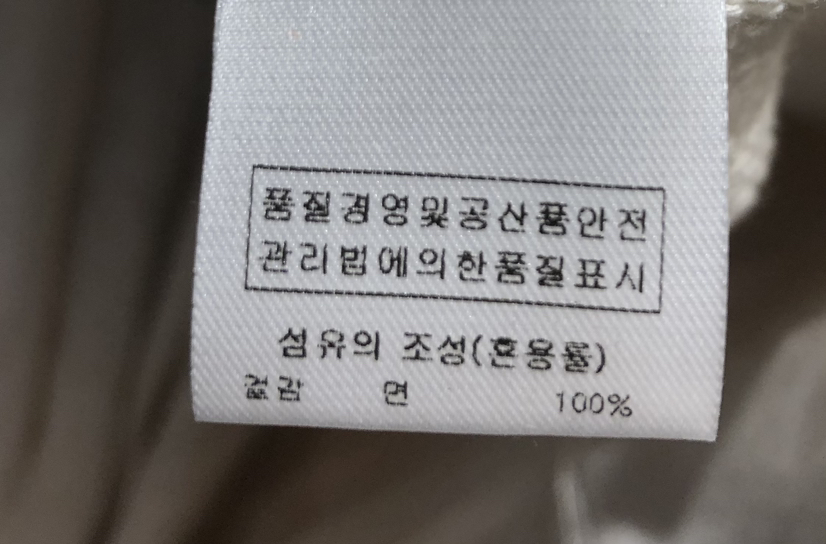 품질경영및공산품안전
관리법에의한품질표시
섬유의 조성(혼용률)
겉감 면 100%